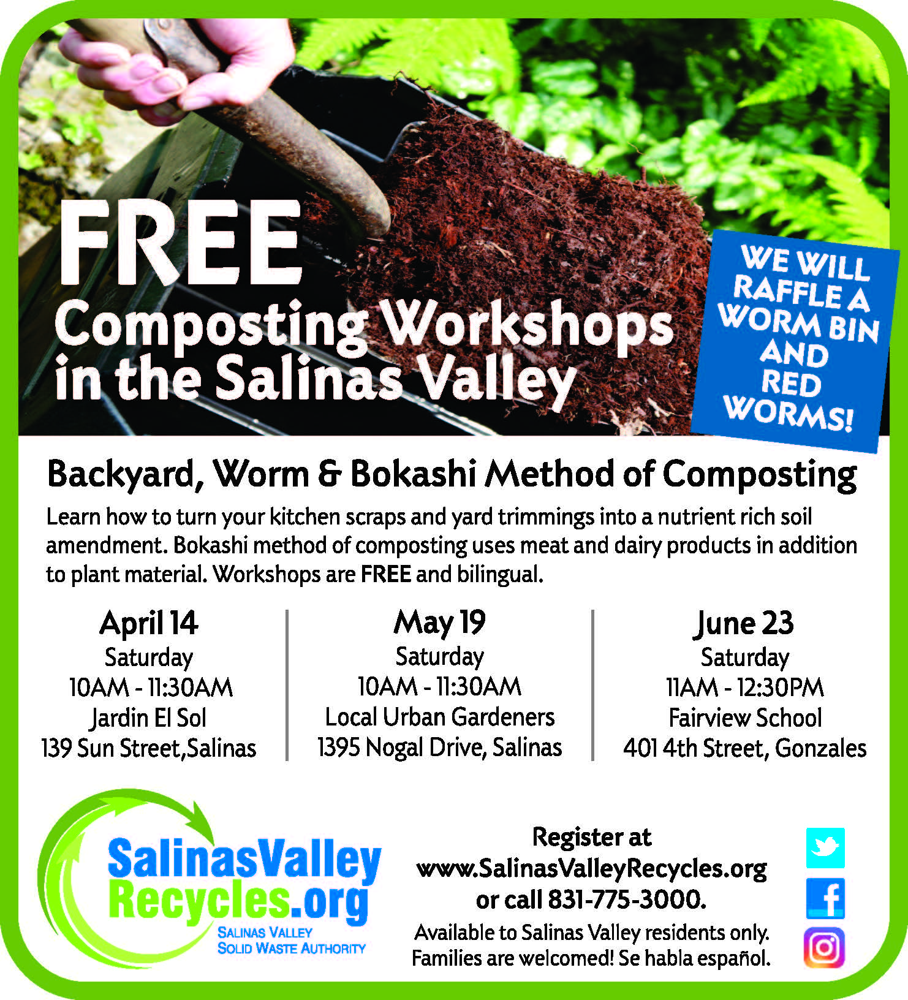 FREE
Composting Workshops
in the Salinas Valley
WE WILL
RAFFLE A
WORM BIN
AND
RED
WORMS!
Backyard, Worm & Bokashi Method of Composting
Learn how to turn your kitchen scraps and yard trimmings into a nutrient rich soil
amendment. Bokashi method of composting uses meat and dairy products in addition
to plant material. Workshops are FREE and bilingual.
April 14
Saturday
10AM - 11:30AM
Jardin El Sol
139 Sun Street,Salinas
May 19
Saturday
10AM - 11:30AM
Local Urban Gardeners
1395 Nogal Drive, Salinas
June 23
Saturday
11AM - 12:30PM
Fairview School
401 4th Street, Gonzales
SalinasValley
Recycles.org
SALINAS VALLEY
SOLID WASTE AUTHORITY
Register at
www.SalinasValleyRecycles.org
or call 831-775-3000.
Available to Salinas Valley residents only.
Families are welcomed! Se habla español.